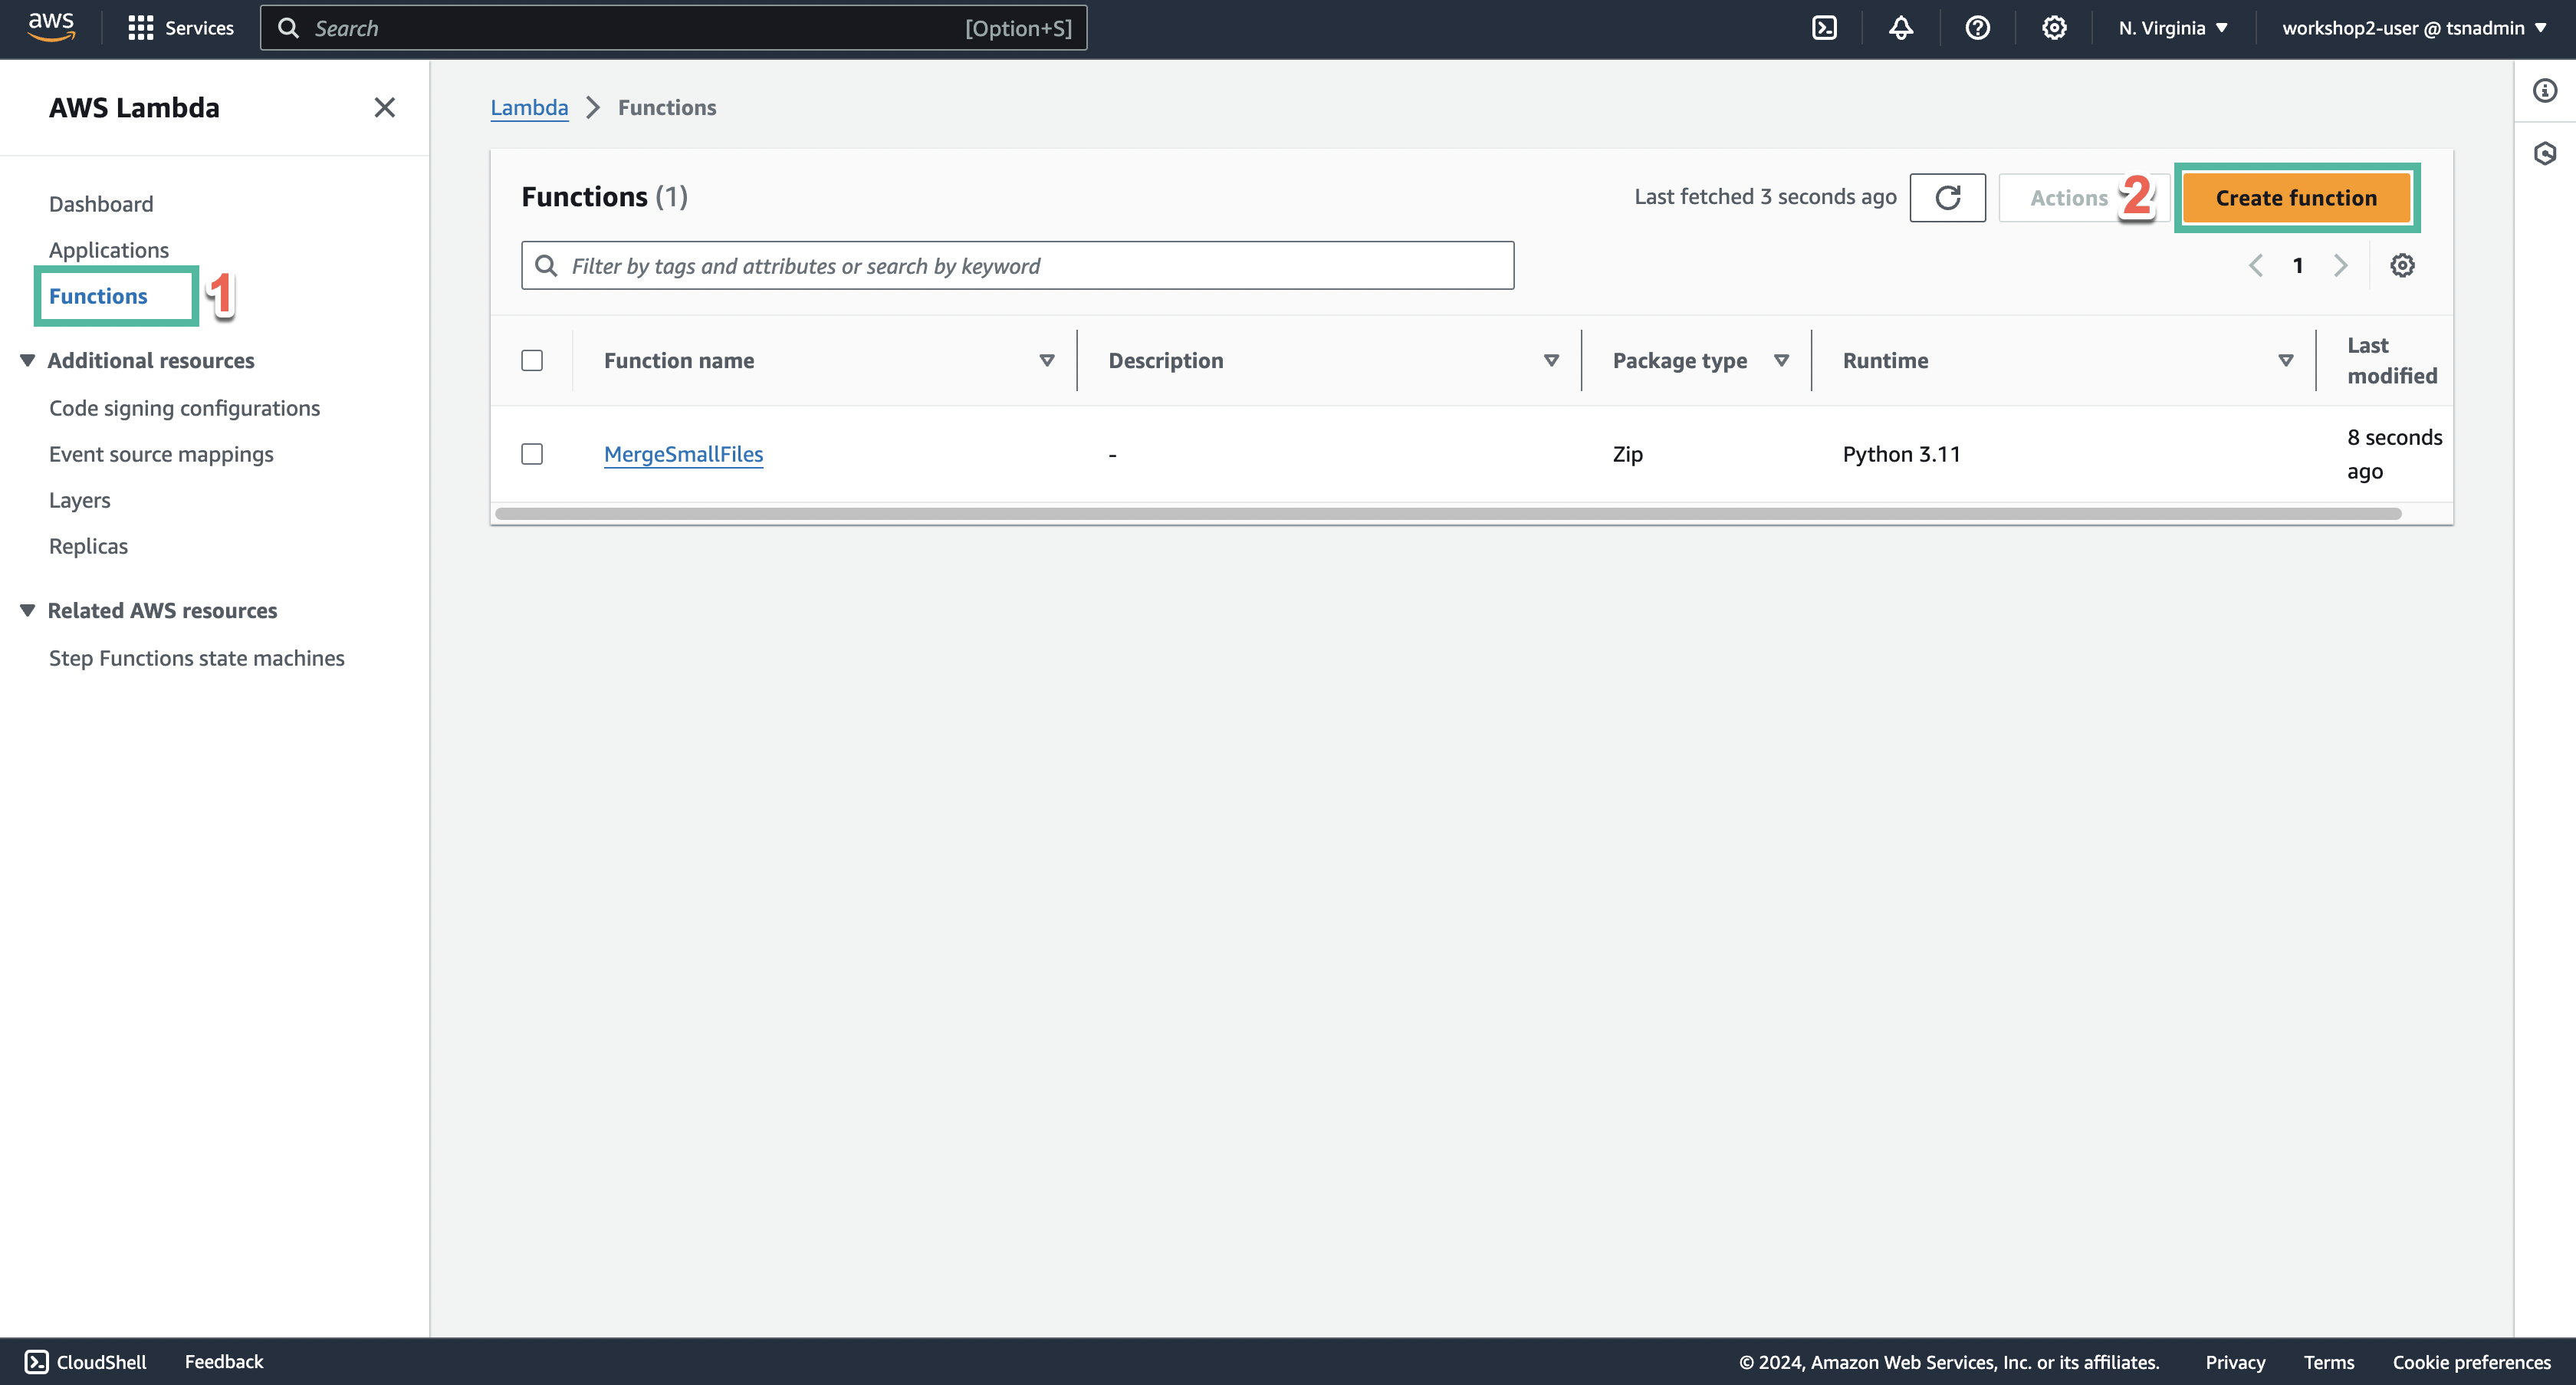 aws
Services
Search
[Option+S]
N. Virginia
workshop2-user @ tsnadmin
AWS Lambda
Dashboard
Applications
Functions
1
Additional resources
Code signing configurations
Event source mappings
Layers
Replicas
Related AWS resources
Step Functions state machines
Lambda
Functions
Functions (1)
Last fetched 3 seconds ago
Actions
2
Create function
Filter by tags and attributes or search by keyword
1
Function name
Description
Package type
Runtime
Last
modified
MergeSmallFiles
-
Zip
Python 3.11
8 seconds
ago
CloudShell
Feedback
© 2024, Amazon Web Services, Inc. or its affiliates.
Privacy
Terms
Cookie preferences